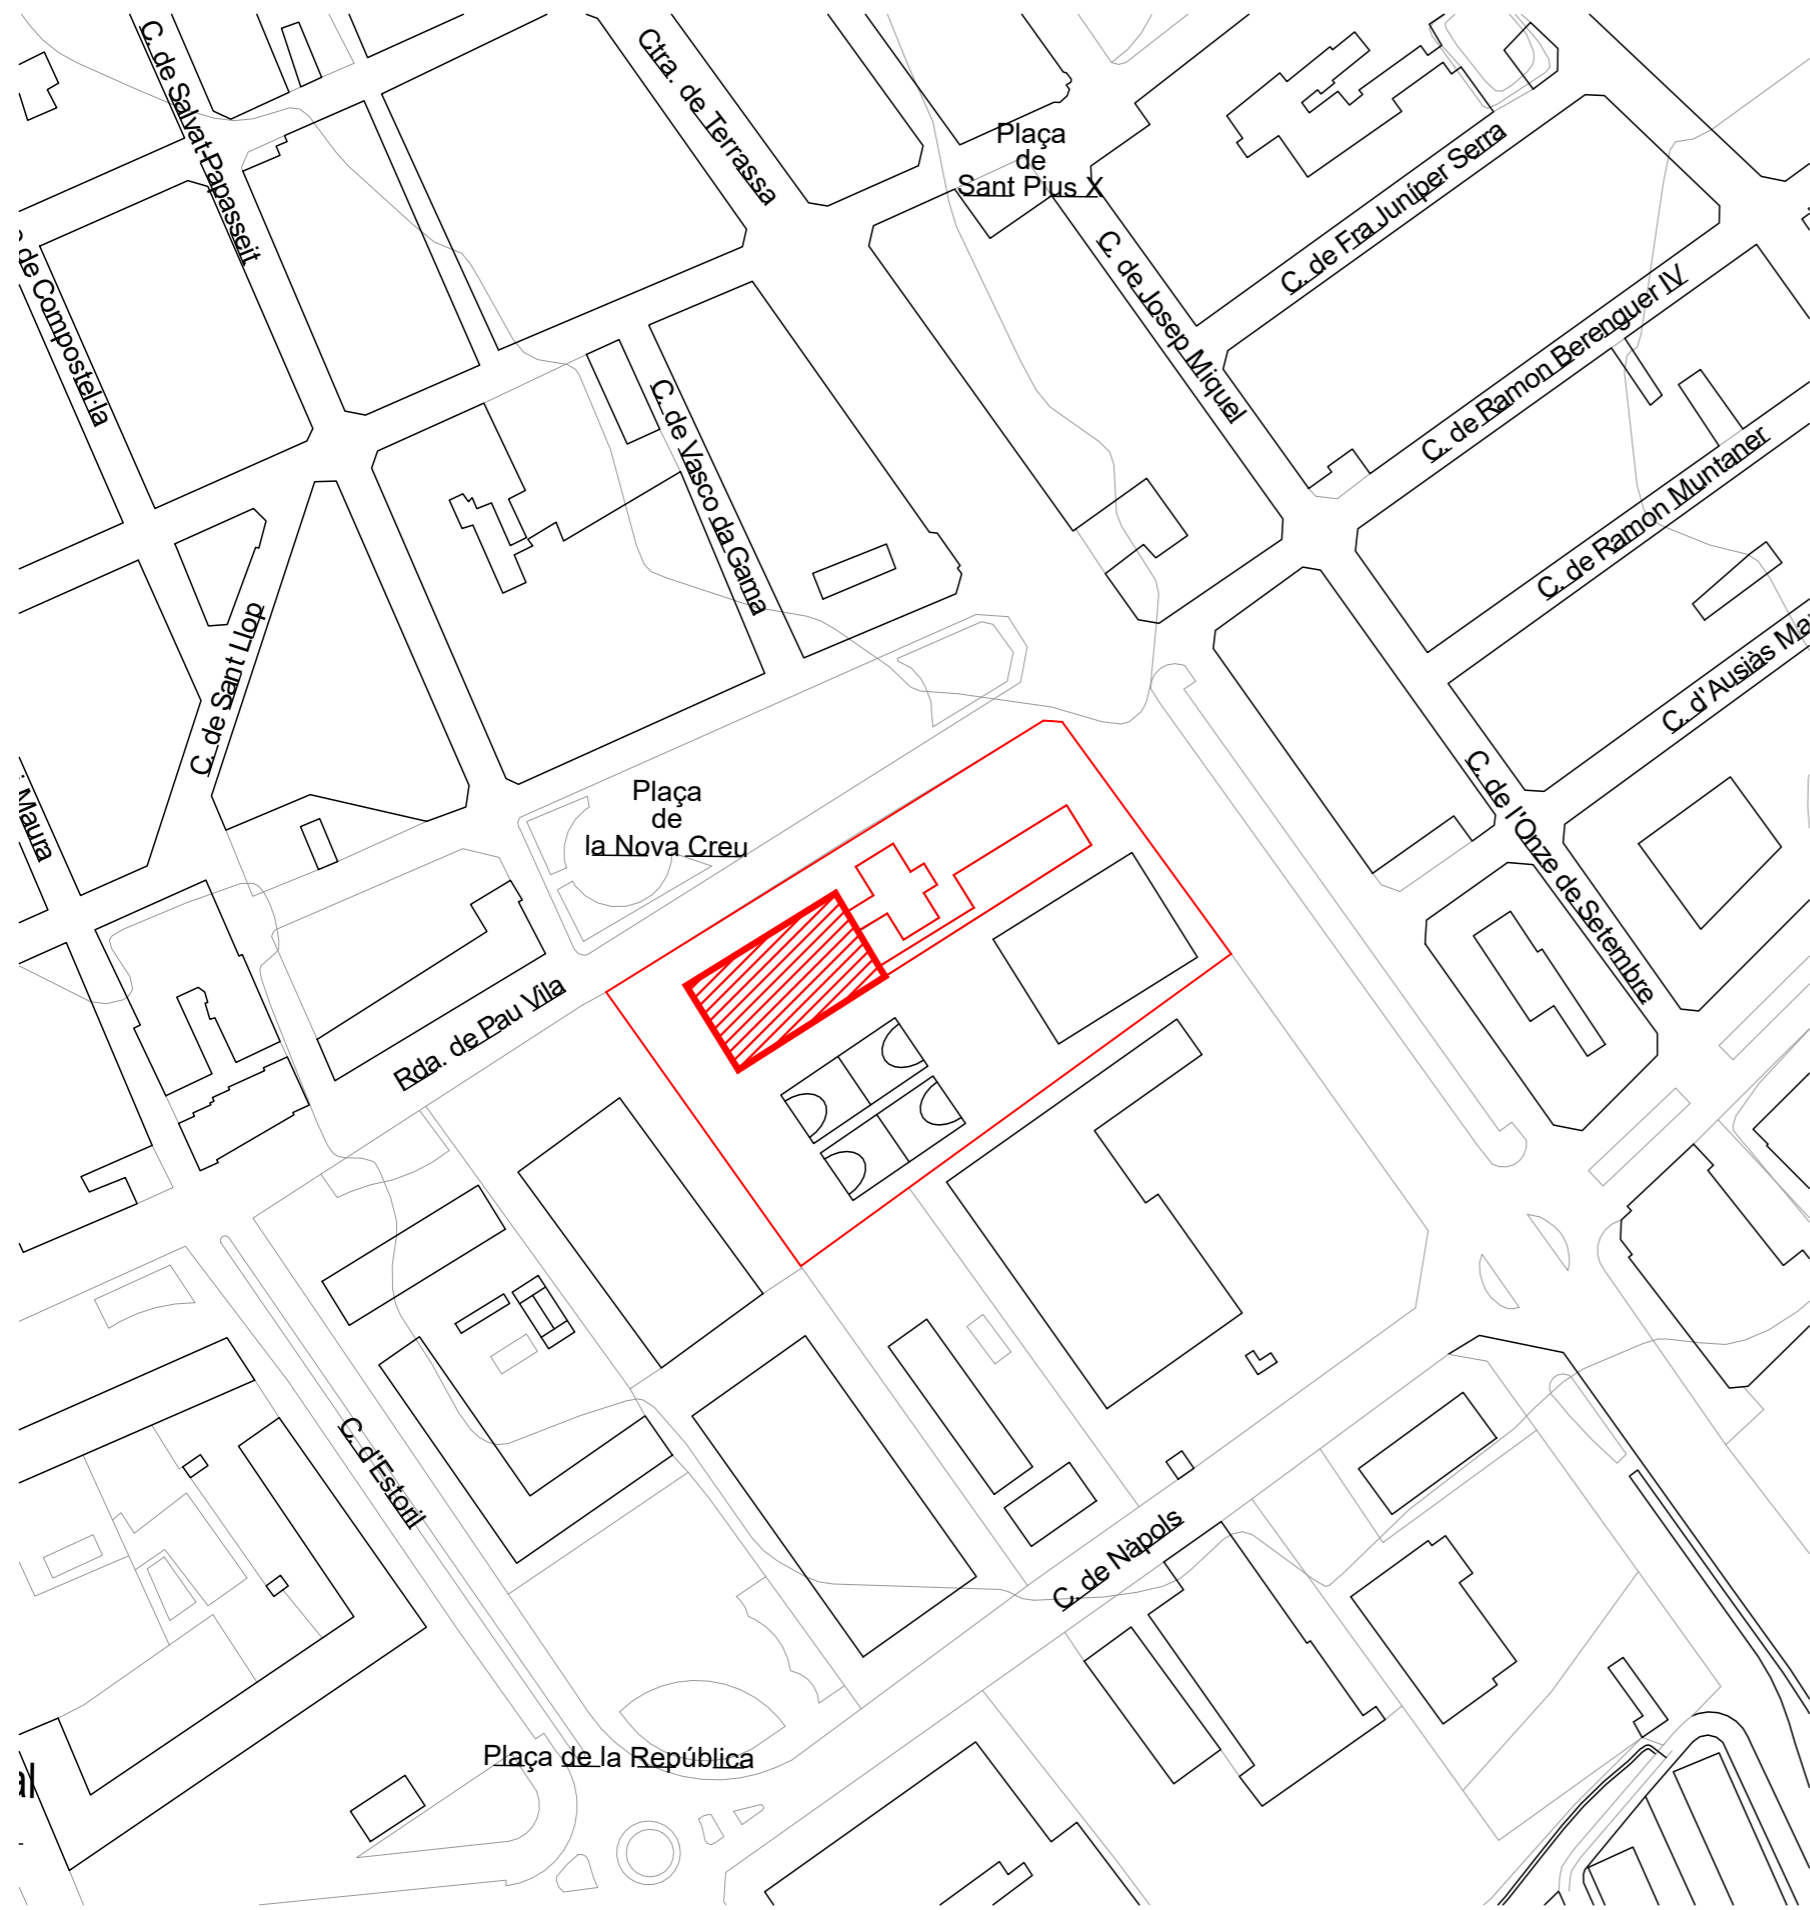 C. de Salvat-Papasseit
Ctra. de Terrassa
Plaça
de
Sant Pius X
C. de Fra Juníper Serra
de Compostel·la
C. de Josep Miquel
C. de Ramon Berenguer IV
C. de Vasco da Gama
C. de Ramon Muntaner
C. de Sant Llop
C. d'Ausiàs
Maura
Plaça
de
la Nova Creu
C. de l'Onze de Setembre
Rda. de Pau Vila
C. d'Estoril
C. de Nàpols
Plaça de la República